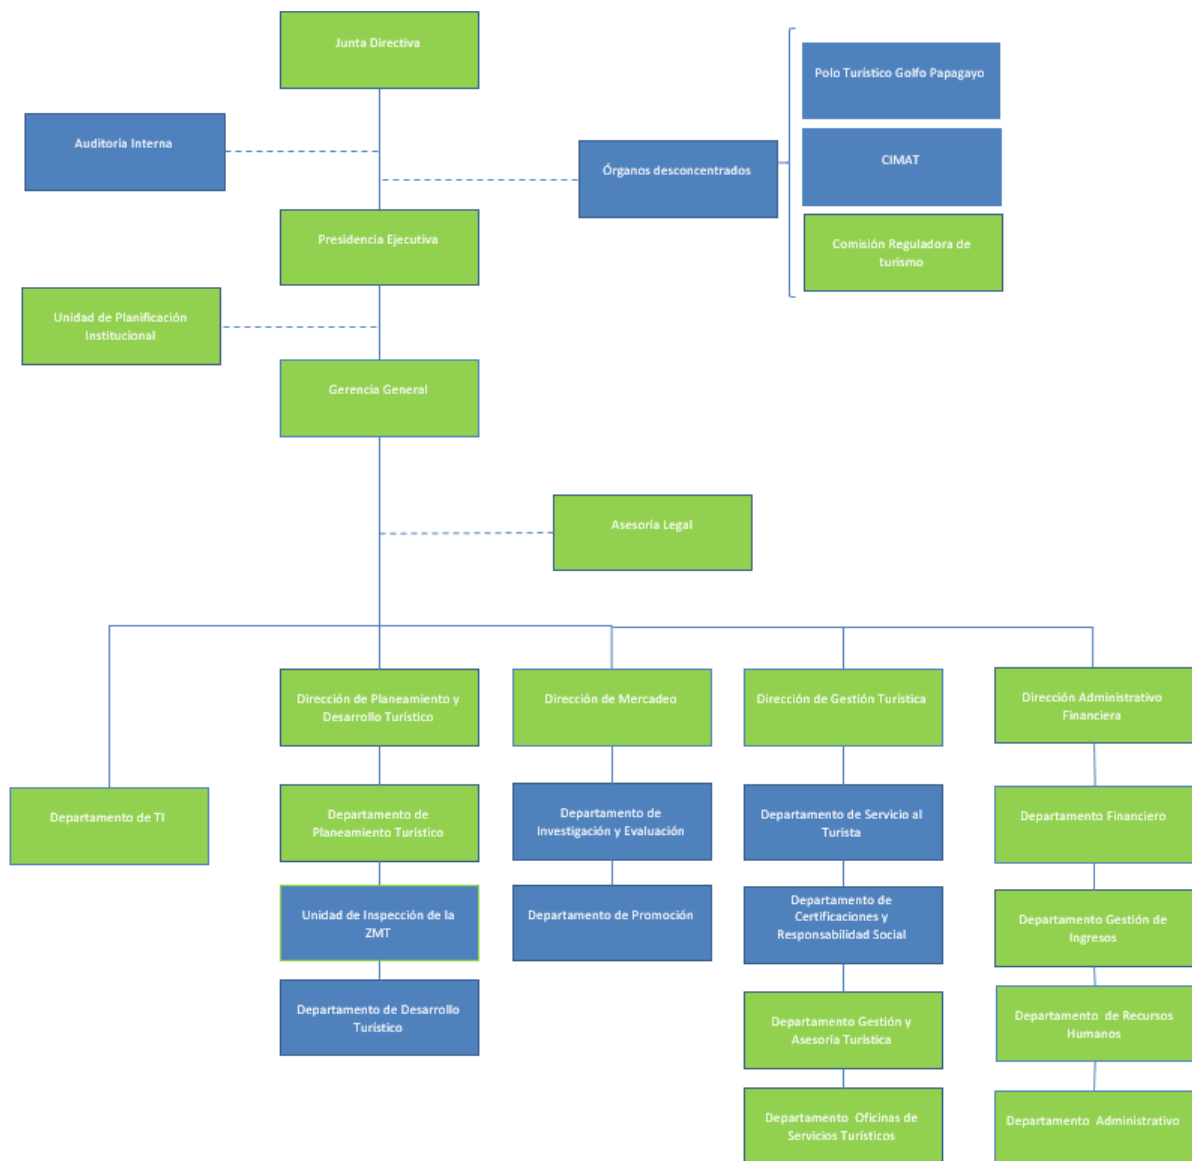 Junta Directiva
Polo Turístico Golfo Papagayo
Auditoría Interna
CIMAT
Órganos desconcentrados
Presidencia Ejecutiva
Comisión Reguladora de
turismo
Unidad de Planificación
Institucional
Gerencia General
Asesoría Legal
Dirección de Planeamiento y
Desarrollo Turístico
Dirección de Mercadeo
Dirección de Gestión Turistica
Dirección Administrativo
Financiera
Departamento de TI
Departamento de
Planeamiento Turístico
Departamento de
Investigación y Evaluación
Departamento de Servicio al
Turista
Departamento Financiero
Unidad de Inspección de la
ZMT
Departamento de Promoción
Departamento de
Certificaciones y
Responsabilidad Social
Departamento Gestión de
Ingresos
Departamento de Desarrollo
Turístico
Departamento Gestión y
Asesoría Turística
Departamento  de Recursos
Humanos
Departamento  Oficinas de
Servicios Turísticos
Departamento  Administrativo